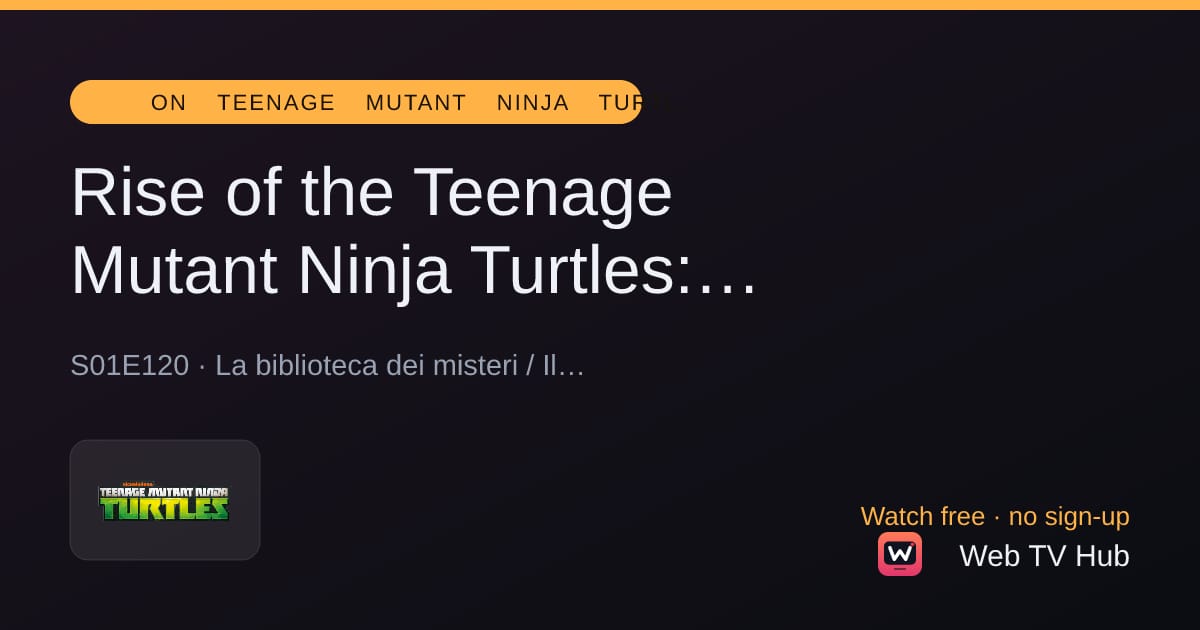 ON TEENAGE MUTANT NINJA
Rise of the Teenage
Mutant Ninja Turtles:…
S01E120 · La biblioteca dei misteri / Il…
nickelodeon
TEENAGE MUTANT NINJA
TURTLES
Watch free · no sign-up
W
Web TV Hub